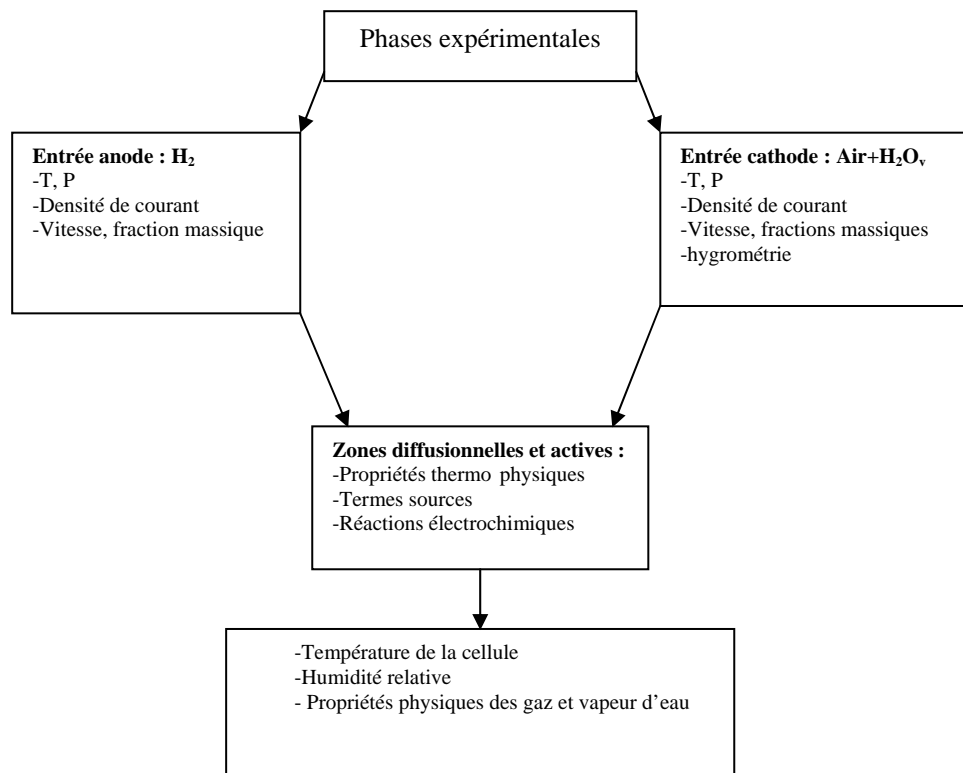 Phases expérimentales
Entrée anode : H₂
-T, P
-Densité de courant
-Vitesse, fraction massique
Entrée cathode : Air+H₂Oᵥ
-T, P
-Densité de courant
-Vitesse, fractions massiques
-hygrométrie
Zones diffusionnelles et actives :
-Propriétés thermo physiques
-Termes sources
-Réactions électrochimiques
-Température de la cellule
-Humidité relative
- Propriétés physiques des gaz et vapeur d’eau